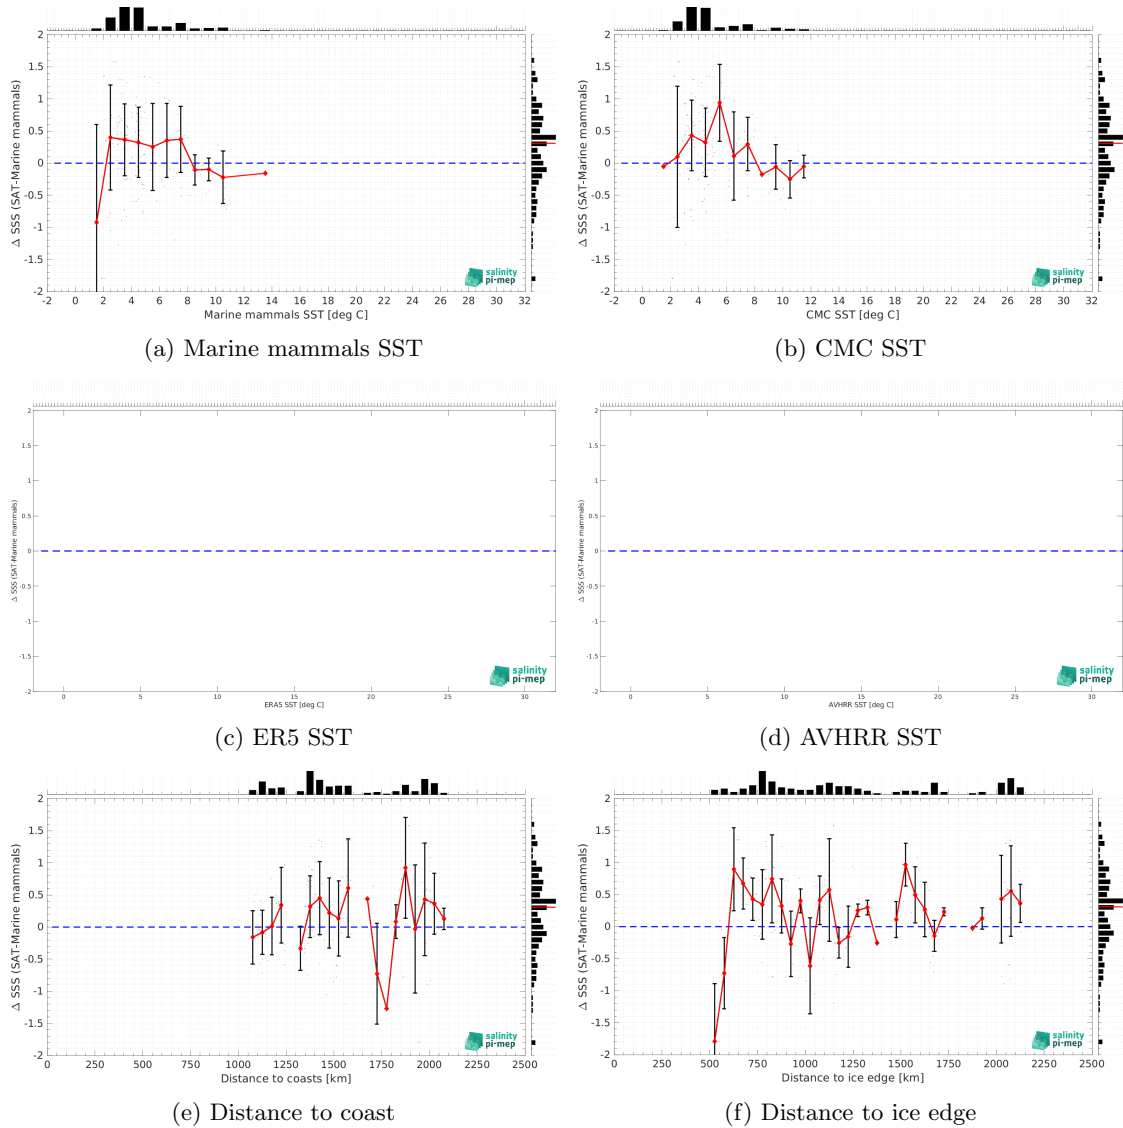 2
1.5
1
0.5
0
-0.5
-1
-1.5
-2
Δ SSS (SAT-Marine mammals)
-2 0 2 4 6 8 10 12 14 16 18 20 22 24 26 28 30 32
Marine mammals SST [deg C]
salinity
pi-mep
(a) Marine mammals SST
2
1.5
1
0.5
0
-0.5
-1
-1.5
-2
Δ SSS (SAT-Marine mammals)
-2 0 2 4 6 8 10 12 14 16 18 20 22 24 26 28 30 32
CMC SST [deg C]
salinity
pi-mep
(b) CMC SST
2
1.5
1
0.5
0
-0.5
-1
-1.5
-2
Δ SSS (SAT-Marine mammals)
0 5 10 15 20 25 30
ERA5 SST [deg C]
salinity
pi-mep
(c) ER5 SST
2
1.5
1
0.5
0
-0.5
-1
-1.5
-2
Δ SSS (SAT-Marine mammals)
0 5 10 15 20 25 30
AVHRR SST [deg C]
salinity
pi-mep
(d) AVHRR SST
2
1.5
1
0.5
0
-0.5
-1
-1.5
-2
Δ SSS (SAT-Marine mammals)
0 250 500 750 1000 1250 1500 1750 2000 2250 2500
Distance to coasts [km]
salinity
pi-mep
(e) Distance to coast
2
1.5
1
0.5
0
-0.5
-1
-1.5
-2
Δ SSS (SAT-Marine mammals)
0 250 500 750 1000 1250 1500 1750 2000 2250 2500
Distance to ice edge [km]
salinity
pi-mep
(f) Distance to ice edge